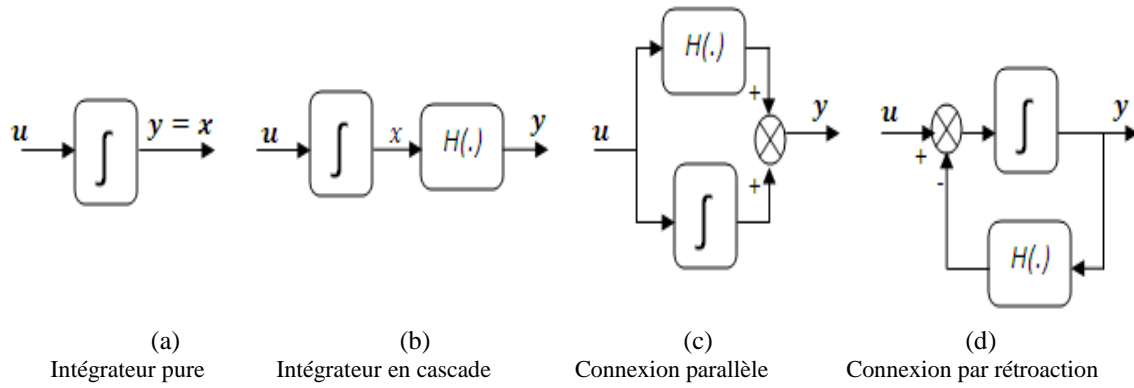 u ∫ y = x
u ∫ x H(.) y
H(.)
+
u y
+
∫
u + - ∫ y
H(.)
(a) (b) (c) (d)
Intégrateur pure Intégrateur en cascade Connexion parallèle Connexion par rétroaction